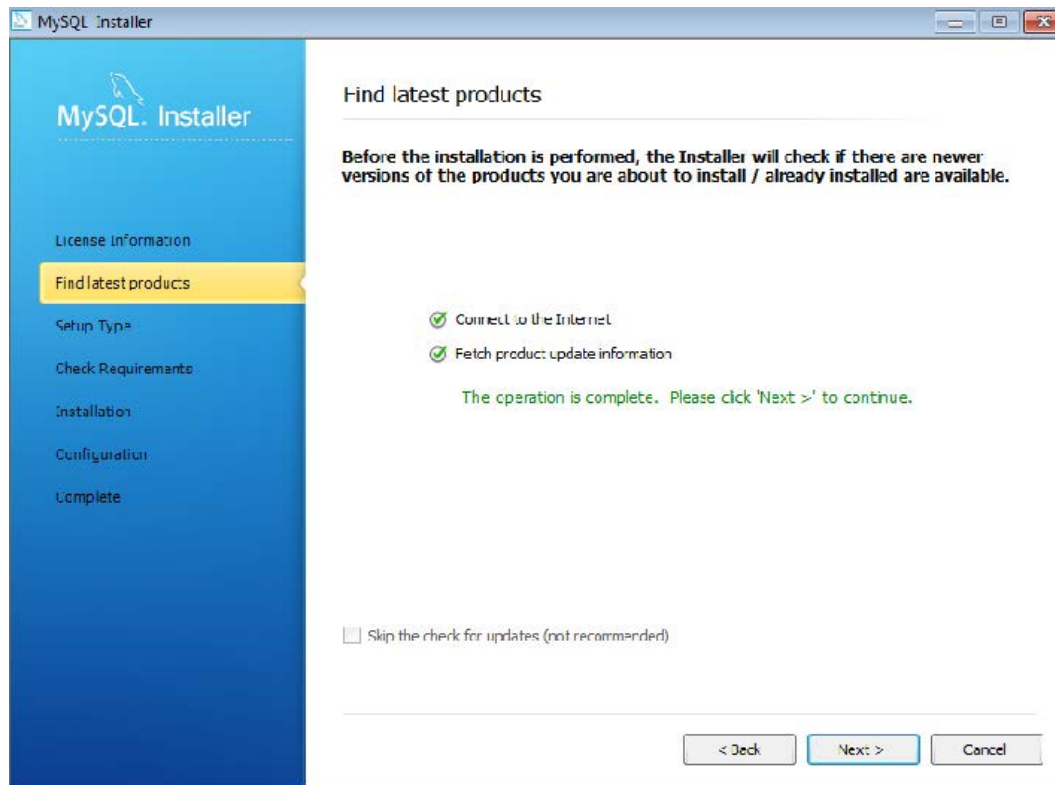 MySQL Installer
MySQL. Installer
License Information
Find latest products
Setup Type
Check Requirements
Installation
Configuration
Complete
Find latest products
Before the installation is performed, the Installer will check if there are newer
versions of the products you are about to install / already installed are available.
Connect to the Internet
Fetch product update information
The operation is complete. Please click 'Next >' to continue.
Skip the check for updates (not recommended)
< Back
Next >
Cancel